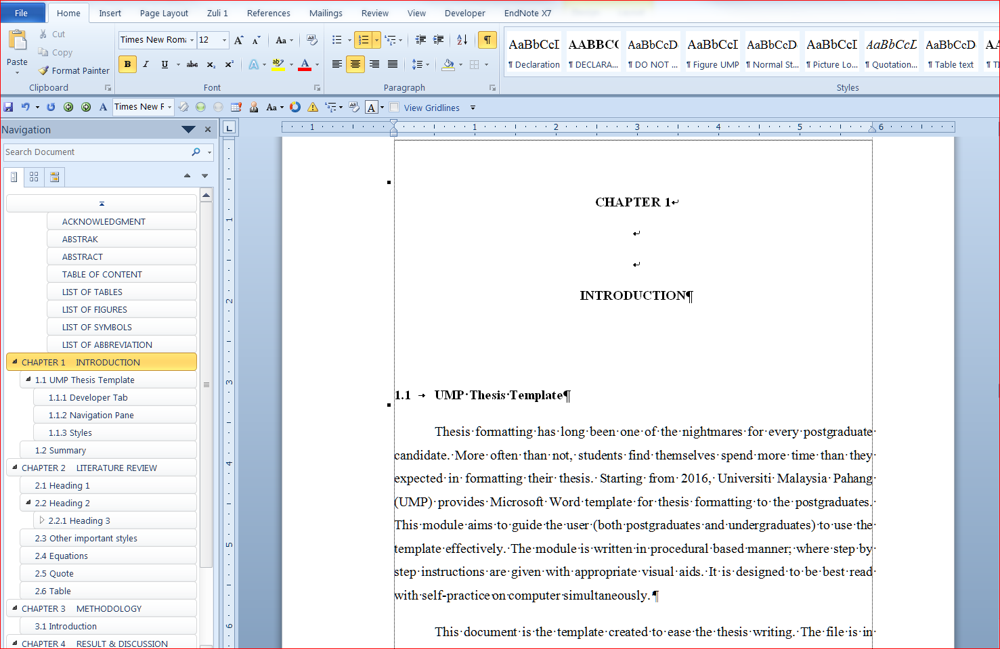 File Home Insert Page Layout Zuli 1 References Mailings Review View Developer EndNote X7
Paste
Cut
Copy
Format Painter
Clipboard
Times New Roma 12
Aa
B I U abc X₂ X² A ab A
Font
Paragraph
AaBbCcI AABBC AaBbCcD AaBbCcI AaBbCcD AaBbCcI AaBbCcL AaBbCcD AA
¶ Declaration ¶ DECLARA... ¶ DO NOT ... ¶ Figure UMP ¶ Normal St... ¶ Picture Lo... ¶ Quotation... ¶ Table text
Styles
A Times New F Aa A View Gridlines
Navigation
Search Document
ACKNOWLEDGMENT
ABSTRAK
ABSTRACT
TABLE OF CONTENT
LIST OF TABLES
LIST OF FIGURES
LIST OF SYMBOLS
LIST OF ABBREVIATION
CHAPTER 1 INTRODUCTION
1.1 UMP Thesis Template
1.1.1 Developer Tab
1.1.2 Navigation Pane
1.1.3 Styles
1.2 Summary
CHAPTER 2 LITERATURE REVIEW
2.1 Heading 1
2.2 Heading 2
2.2.1 Heading 3
2.3 Other important styles
2.4 Equations
2.5 Quote
2.6 Table
CHAPTER 3 METHODOLOGY
3.1 Introduction
CHAPTER 4 RESULT & DISCUSSION
1 1 2 3 4 5 6
1
2
3
4
5
6
CHAPTER 1↵
↵
↵
INTRODUCTION¶
1.1 → UMP·Thesis·Template¶
Thesis·formatting·has·long·been·one·of·the·nightmares·for·every·postgraduate·
candidate.·More·often·than·not,·students·find·themselves·spend·more·time·than·they·
expected·in·formatting·their·thesis.·Starting·from·2016,·Universiti·Malaysia·Pahang·
(UMP)·provides·Microsoft·Word·template·for·thesis·formatting·to·the·postgraduates.·
This·module·aims·to·guide·the·user·(both·postgraduates·and·undergraduates)·to·use·the·
template·effectively.·The·module·is·written·in·procedural·based·manner;·where·step·by·
step·instructions·are·given·with·appropriate·visual·aids.·It·is·designed·to·be·best·read·
with·self-practice·on·computer·simultaneously.¶
This·document·is·the·template·created·to·ease·the·thesis·writing.·The·file·is·in·